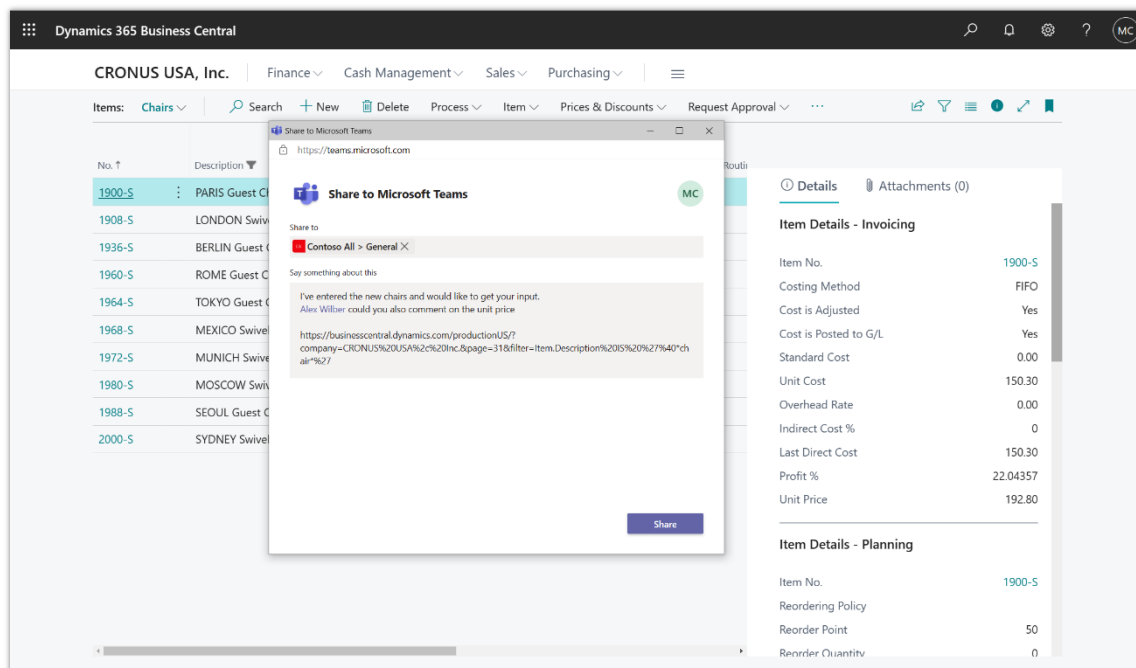 Dynamics 365 Business Central
MC
CRONUS USA, Inc.
Finance
Cash Management
Sales
Purchasing
Items:
Chairs
Search
New
Delete
Process
Item
Prices & Discounts
Request Approval
...
Share to Microsoft Teams
https://teams.microsoft.com
Share to Microsoft Teams
MC
Share to
Contoso All > General
Say something about this
I've entered the new chairs and would like to get your input.
Alex Wilber could you also comment on the unit price
https://businesscentral.dynamics.com/productionUS/?
company=CRONUS%20USA%2c%20Inc.&page=31&filter=Item.Description%20IS%20%27%40*ch
air*%27
Share
No. ↑
Description
Routi
1900-S
PARIS Guest Ch
1908-S
LONDON Swiv
1936-S
BERLIN Guest
1960-S
ROME Guest C
1964-S
TOKYO Guest
1968-S
MEXICO Swive
1972-S
MUNICH Swive
1980-S
MOSCOW Swiv
1988-S
SEOUL Guest C
2000-S
SYDNEY Swivel
Details
Attachments (0)
Item Details - Invoicing
Item No. 1900-S
Costing Method FIFO
Cost is Adjusted Yes
Cost is Posted to G/L Yes
Standard Cost 0.00
Unit Cost 150.30
Overhead Rate 0.00
Indirect Cost % 0
Last Direct Cost 150.30
Profit % 22.04357
Unit Price 192.80
Item Details - Planning
Item No. 1900-S
Reordering Policy
Reorder Point 50
Reorder Quantity 0